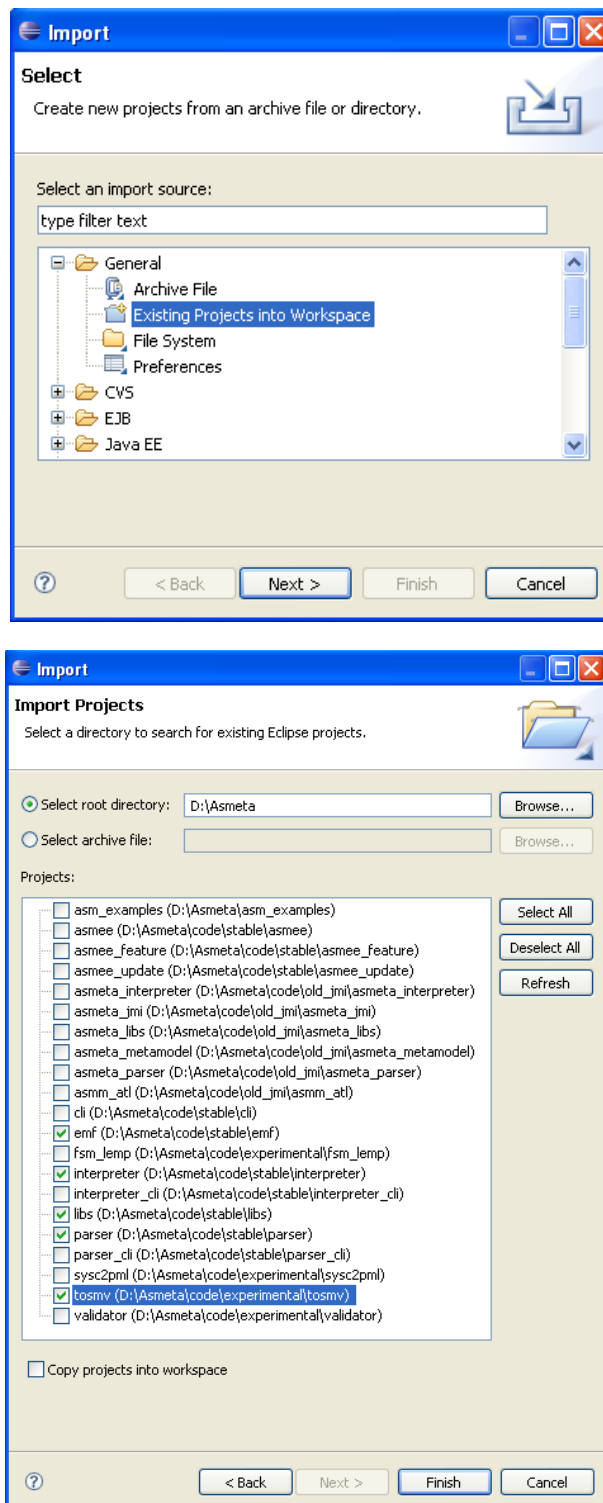 Import
Select
Create new projects from an archive file or directory.
Select an import source:
type filter text
General
Archive File
Existing Projects into Workspace
File System
Preferences
CVS
EJB
Java EE
? < Back Next > Finish Cancel
Import
Import Projects
Select a directory to search for existing Eclipse projects.
Select root directory: D:\Asmeta Browse...
Select archive file: Browse...
Projects:
asm_examples (D:\Asmeta\asm_examples) Select All
asmee (D:\Asmeta\code\stable\asmee)
asmee_feature (D:\Asmeta\code\stable\asmee_feature) Deselect All
asmee_update (D:\Asmeta\code\stable\asmee_update)
asmeta_interpreter (D:\Asmeta\code\old_jmi\asmeta_interpreter) Refresh
asmeta_jmi (D:\Asmeta\code\old_jmi\asmeta_jmi)
asmeta_libs (D:\Asmeta\code\old_jmi\asmeta_libs)
asmeta_metamodel (D:\Asmeta\code\old_jmi\asmeta_metamodel)
asmeta_parser (D:\Asmeta\code\old_jmi\asmeta_parser)
asmm_atl (D:\Asmeta\code\old_jmi\asmm_atl)
cli (D:\Asmeta\code\stable\cli)
emf (D:\Asmeta\code\stable\emf)
fsm_lemp (D:\Asmeta\code\experimental\fsm_lemp)
interpreter (D:\Asmeta\code\stable\interpreter)
interpreter_cli (D:\Asmeta\code\stable\interpreter_cli)
libs (D:\Asmeta\code\stable\libs)
parser (D:\Asmeta\code\stable\parser)
parser_cli (D:\Asmeta\code\stable\parser_cli)
sysc2pml (D:\Asmeta\code\experimental\sysc2pml)
tosmv (D:\Asmeta\code\experimental\tosmv)
validator (D:\Asmeta\code\experimental\validator)
Copy projects into workspace
? < Back Next > Finish Cancel